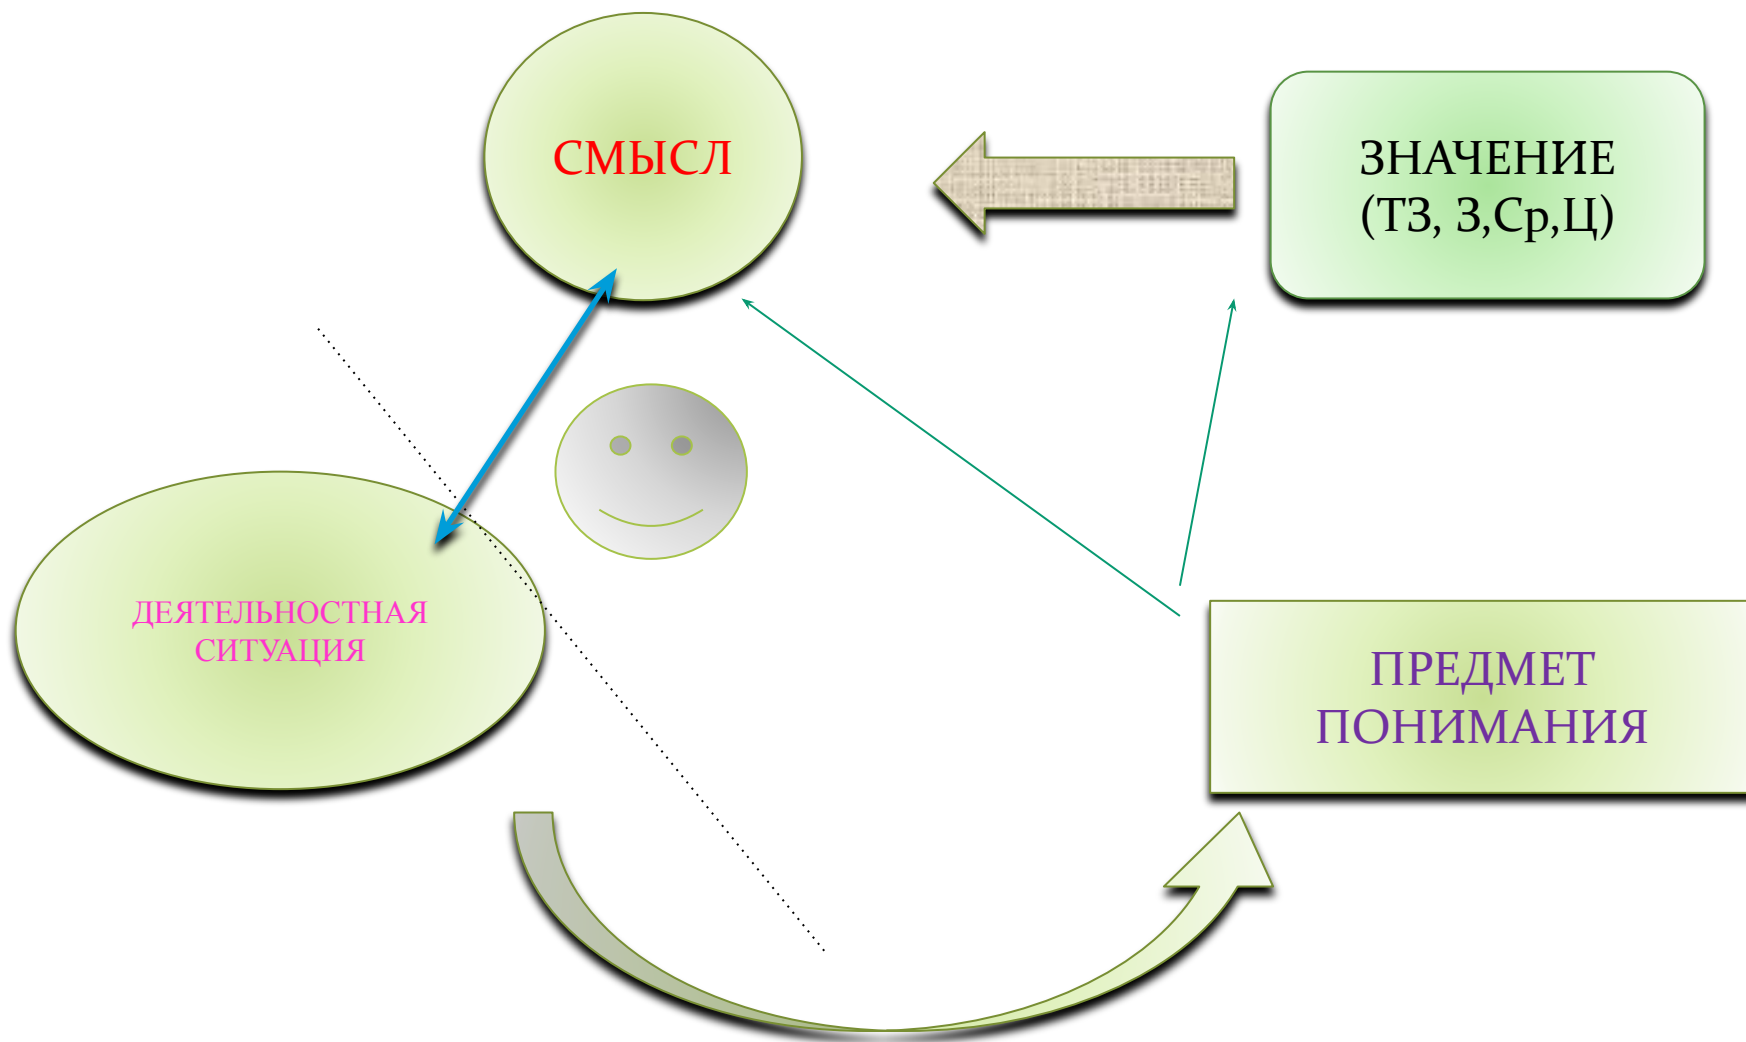 СМЫСЛ
ЗНАЧЕНИЕ
(ТЗ, З,Ср,Ц)
ДЕЯТЕЛЬНОСТНАЯ
СИТУАЦИЯ
ПРЕДМЕТ
ПОНИМАНИЯ